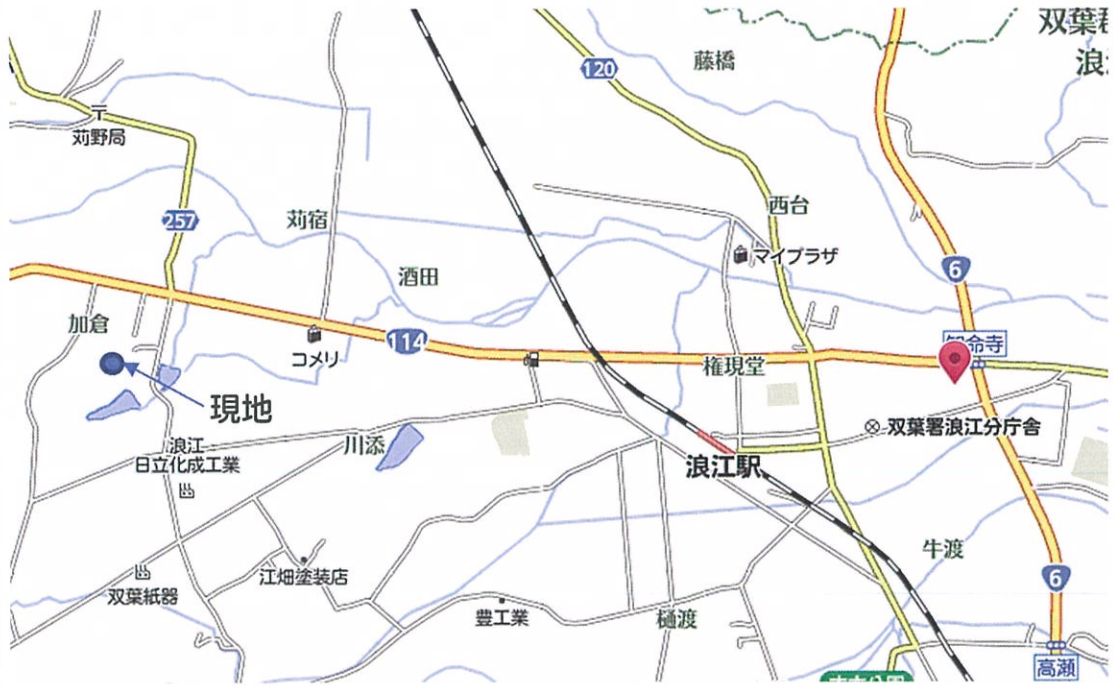 双葉
浪
藤橋
120
苅野局
257
苅宿
西台
マイプラザ
酒田
6
加倉
コメリ
114
知命寺
権現堂
現地
双葉署浪江分庁舎
川添
浪江
日立化成工業
浪江駅
牛渡
江畑塗装店
双葉紙器
豊工業
樋渡
6
高瀬